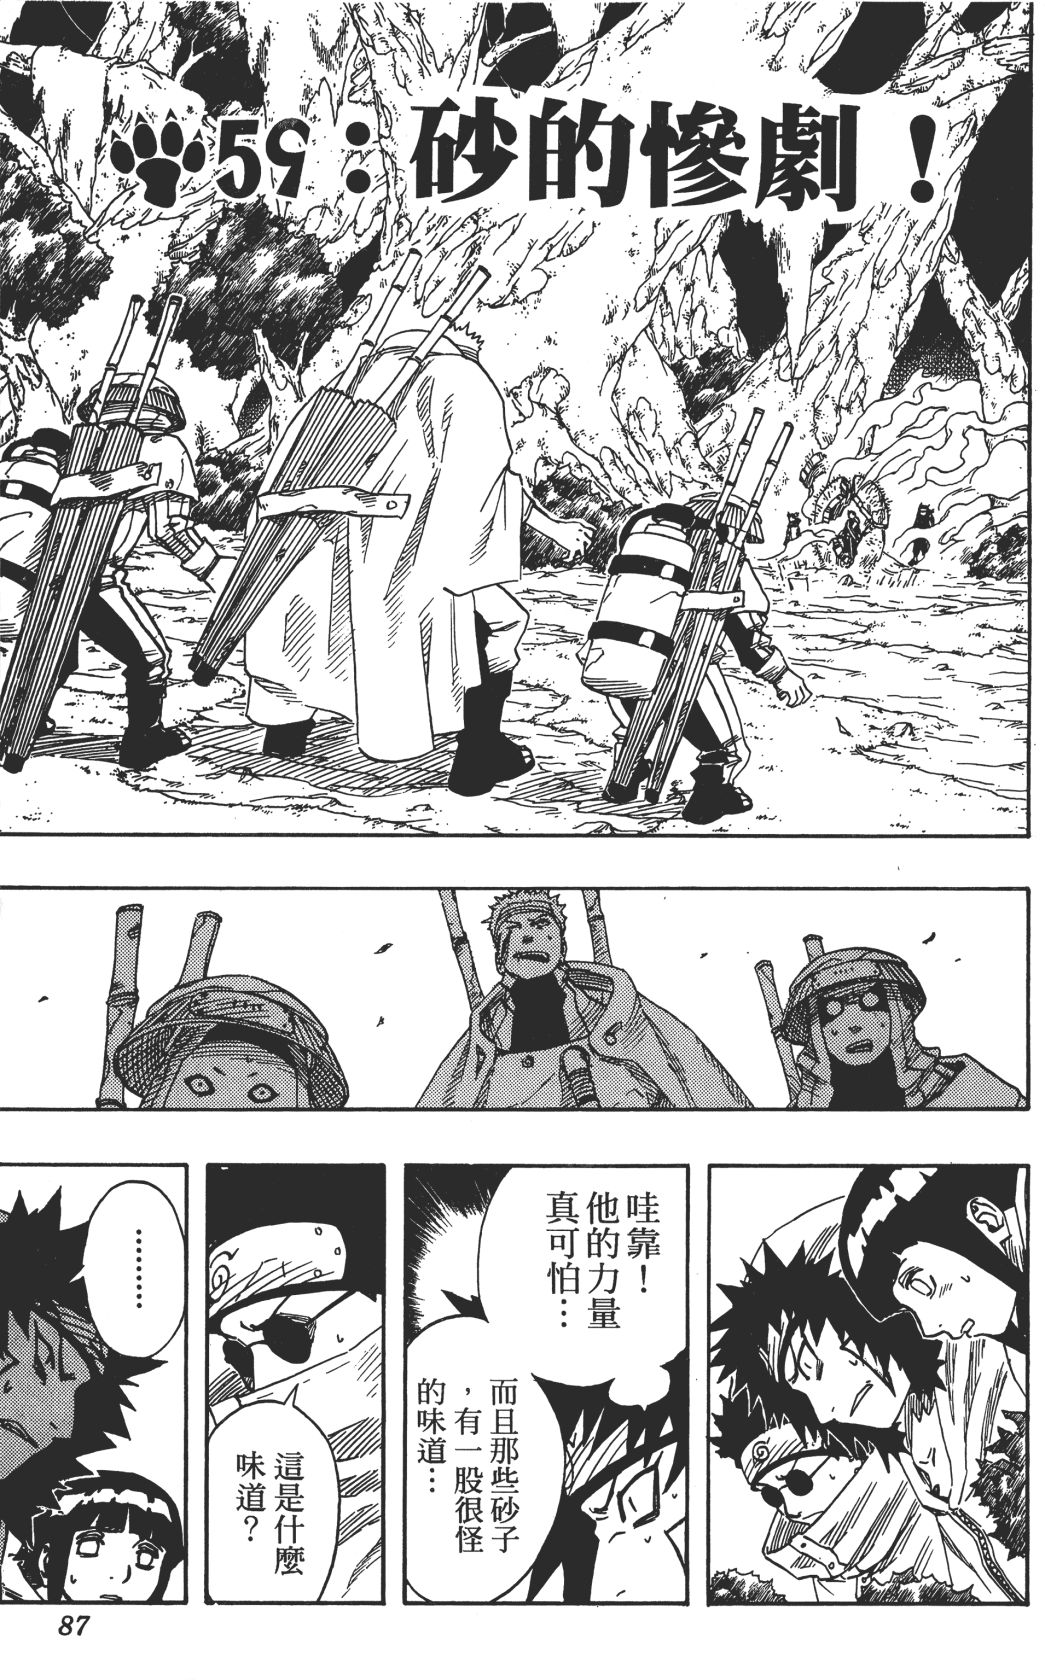 59：砂的慘劇！
哇靠！
他的力量
真可怕…
而且那些砂子
，有一股很怪
的味道…
這是什麼
味道？
………
87